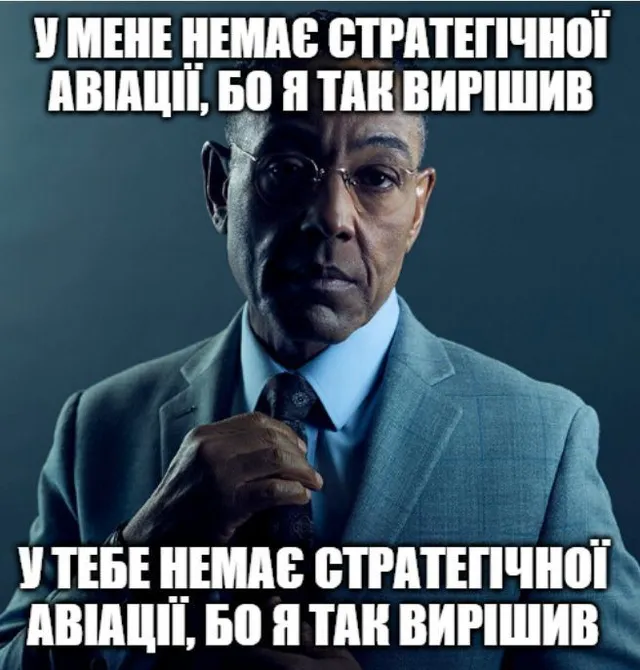 У МЕНЕ НЕМАЄ СТРАТЕГІЧНОЇ
АВІАЦІЇ, БО Я ТАК ВИРІШИВ
У ТЕБЕ НЕМАЄ СТРАТЕГІЧНОЇ
АВІАЦІЇ, БО Я ТАК ВИРІШИВ